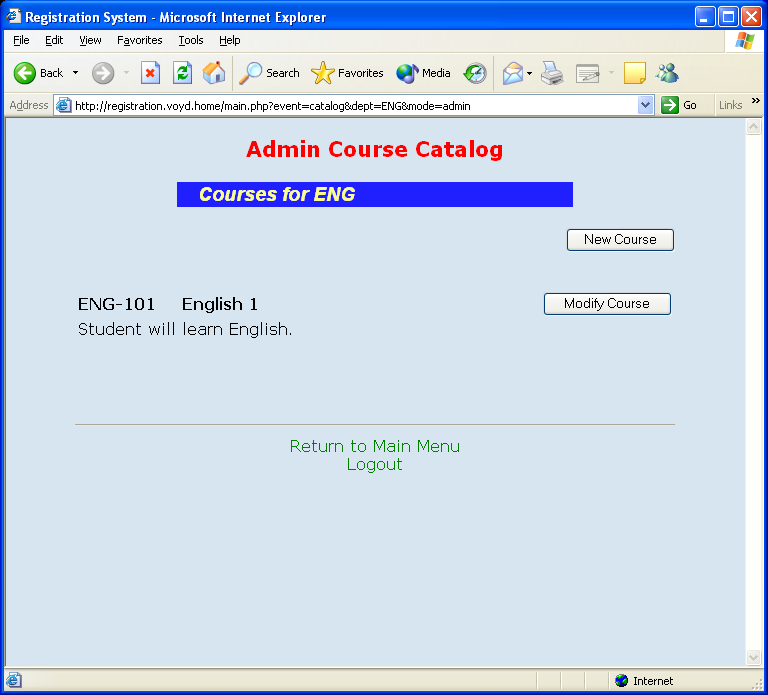 Registration System - Microsoft Internet Explorer
File Edit View Favorites Tools Help
Back Search Favorites Media
Address http://registration.voyd.home/main.php?event=catalog&dept=ENG&mode=admin Go Links »
Admin Course Catalog
Courses for ENG
New Course
ENG-101 English 1 Modify Course
Student will learn English.
Return to Main Menu
Logout
Internet